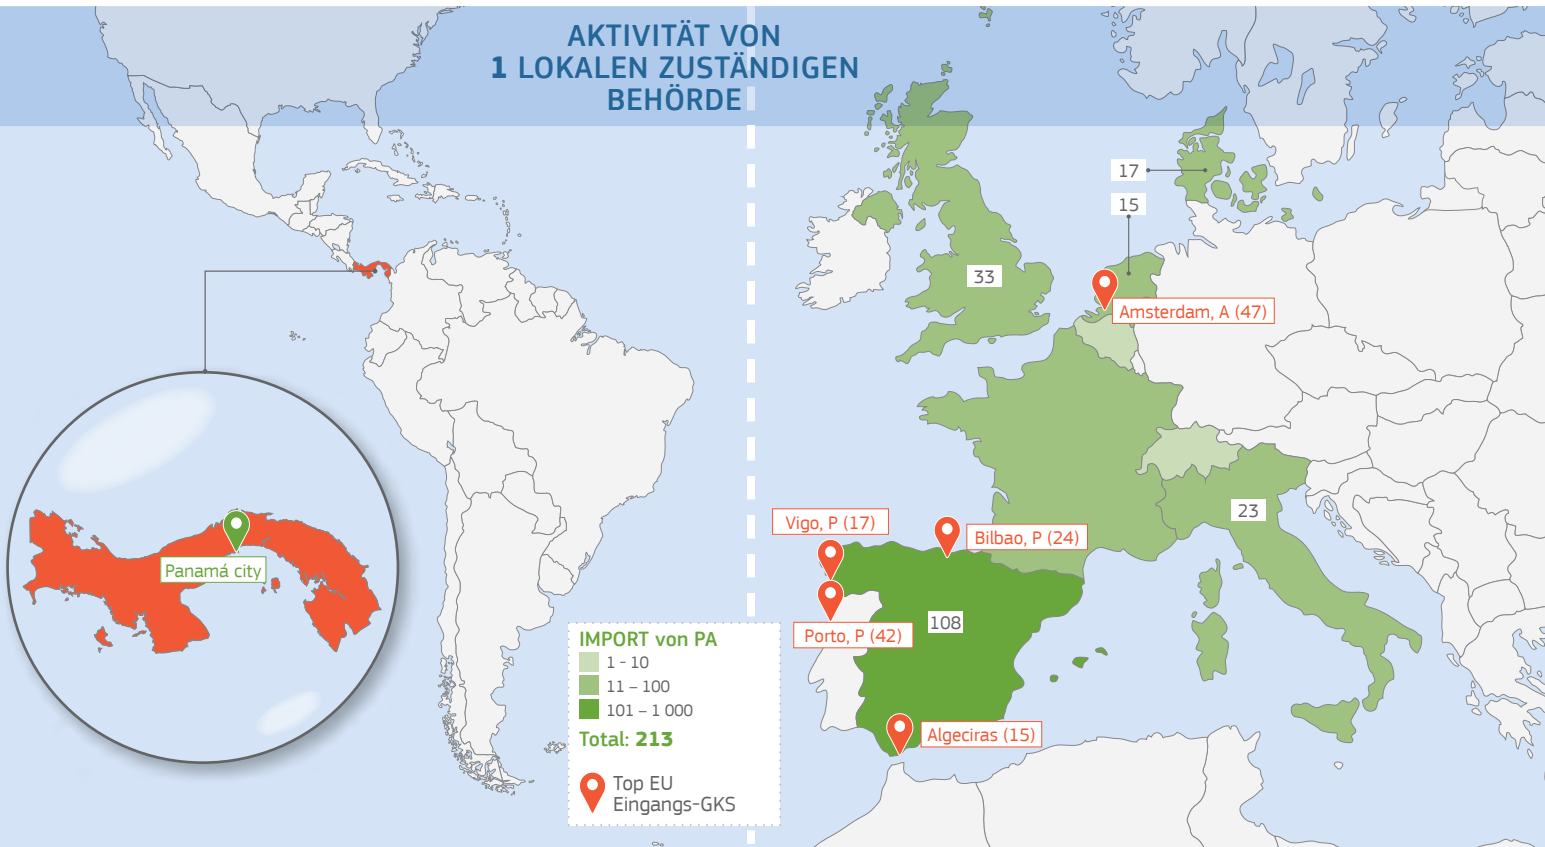 AKTIVITÄT VON
1 LOKALEN ZUSTÄNDIGEN
BEHÖRDE
17
15
33
Amsterdam, A (47)
23
Vigo, P (17)
Bilbao, P (24)
Panamá city
108
Porto, P (42)
Algeciras (15)
IMPORT von PA
1 - 10
11 – 100
101 – 1 000
Total: 213
Top EU
Eingangs-GKS